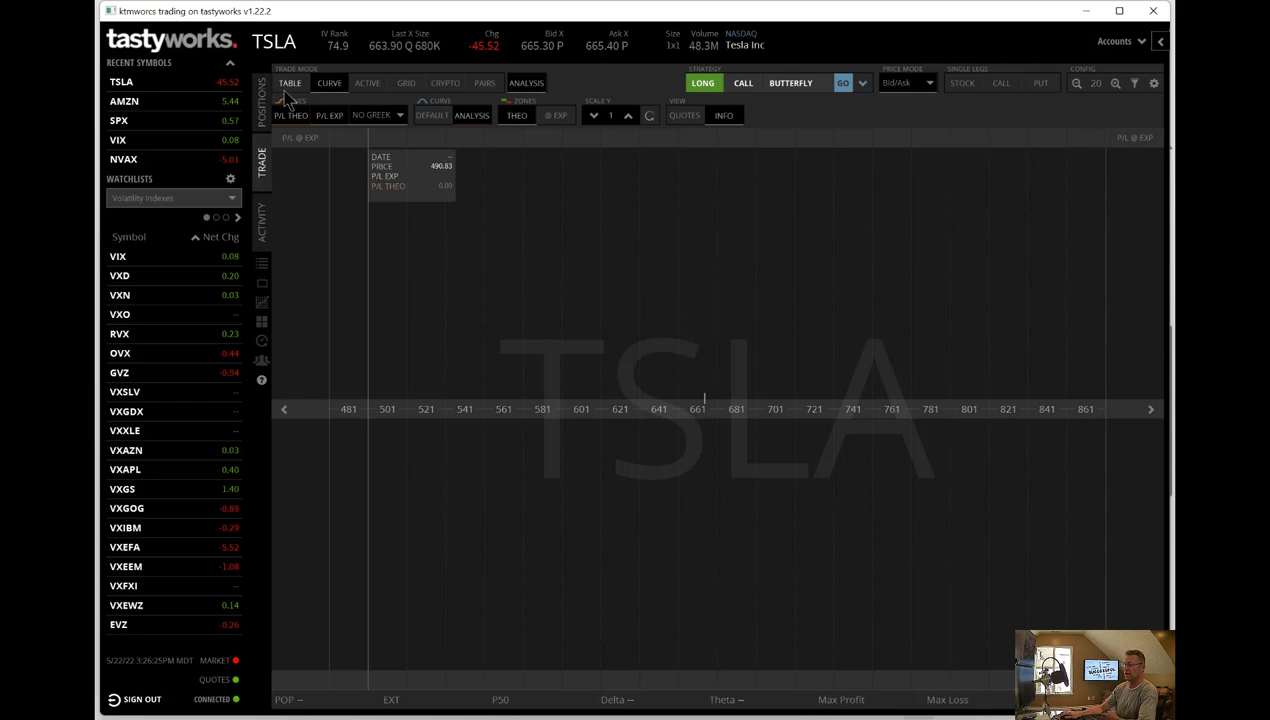 ktmworcs trading on tastyworks v1.22.2
tastyworks.
TSLA
IV Rank
74.9
Last X Size
663.90 Q 680K
Chg
-45.52
Bid X
665.30 P
Ask X
665.40 P
Size
1x1
Volume
48.3M
NASDAQ
Tesla Inc
Accounts
RECENT SYMBOLS
TSLA -45.52
AMZN 5.44
SPX 0.57
VIX 0.08
NVAX -5.01
WATCHLISTS
Volatility Indexes
Symbol Net Chg
VIX 0.08
VXD 0.20
VXN 0.03
VXO --
RVX 0.23
OVX -0.44
GVZ -0.94
VXSLV --
VXGDX --
VXXLE --
VXAZN 0.03
VXAPL 0.40
VXGS 1.40
VXGOG -0.89
VXIBM -0.29
VXEFA -5.52
VXEEM -1.08
VXFXI --
VXEWZ 0.14
EVZ -0.26
5/22/22 3:26:25PM MDT MARKET
QUOTES
SIGN OUT CONNECTED
POSITIONS
TRADE
ACTIVITY
TRADE MODE
TABLE CURVE ACTIVE GRID CRYPTO PAIRS ANALYSIS
STRATEGY
LONG CALL BUTTERFLY GO
PRICE MODE
Bid/Ask
SINGLE LEGS
STOCK CALL PUT
CONFIG
20
P/L THEO P/L EXP NO GREEK
CURVE
DEFAULT ANALYSIS
ZONES
THEO @ EXP
SCALE Y
1
VIEW
QUOTES INFO
P/L @ EXP P/L @ EXP
DATE --
PRICE 490.83
P/L EXP
P/L THEO 0.00
TSLA
481 501 521 541 561 581 601 621 641 661 681 701 721 741 761 781 801 821 841 861
POP -- EXT P50 Delta -- Theta -- Max Profit Max Loss